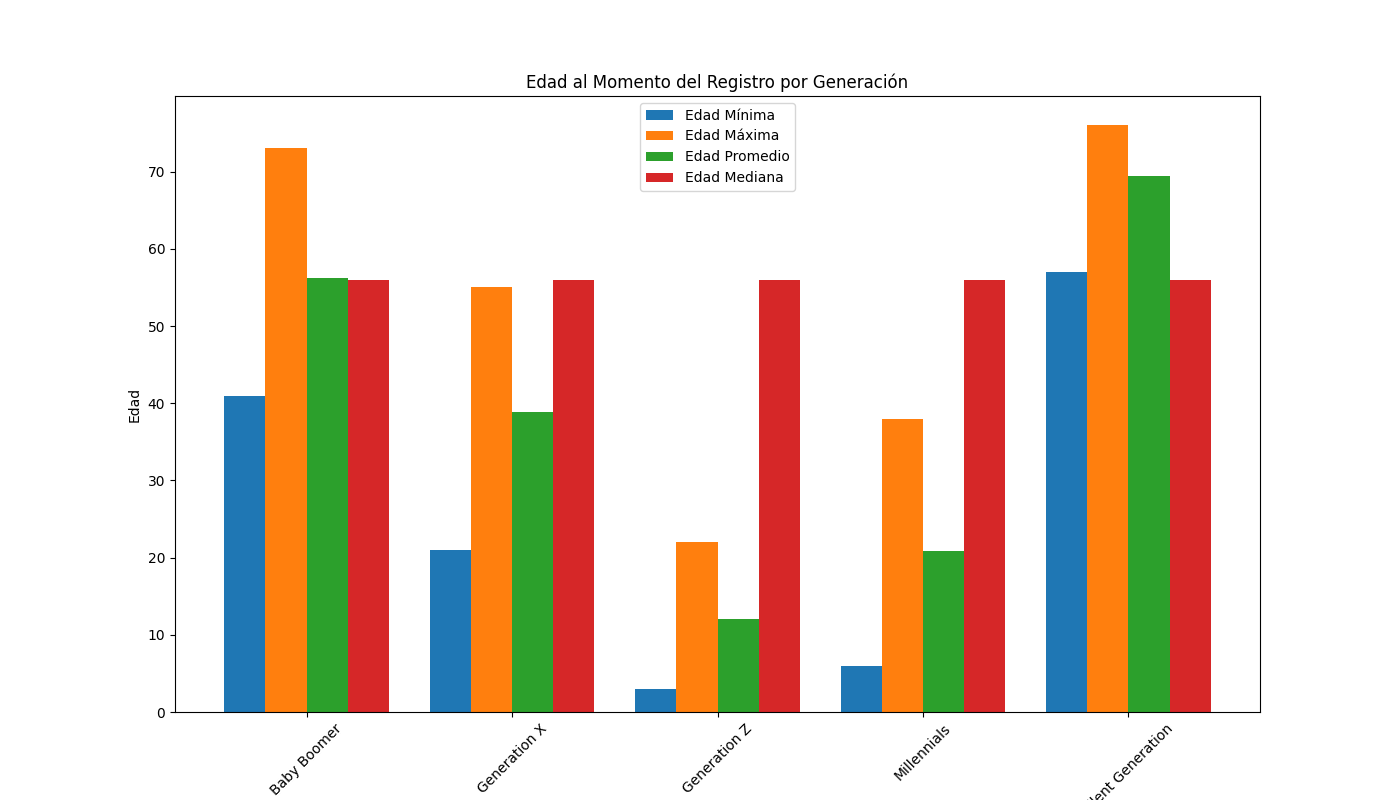 Edad al Momento del Registro por Generación
Edad Mínima
Edad Máxima
Edad Promedio
Edad Mediana
Edad
70
60
50
40
30
20
10
0
Baby Boomer
Generation X
Generation Z
Millennials
Generation